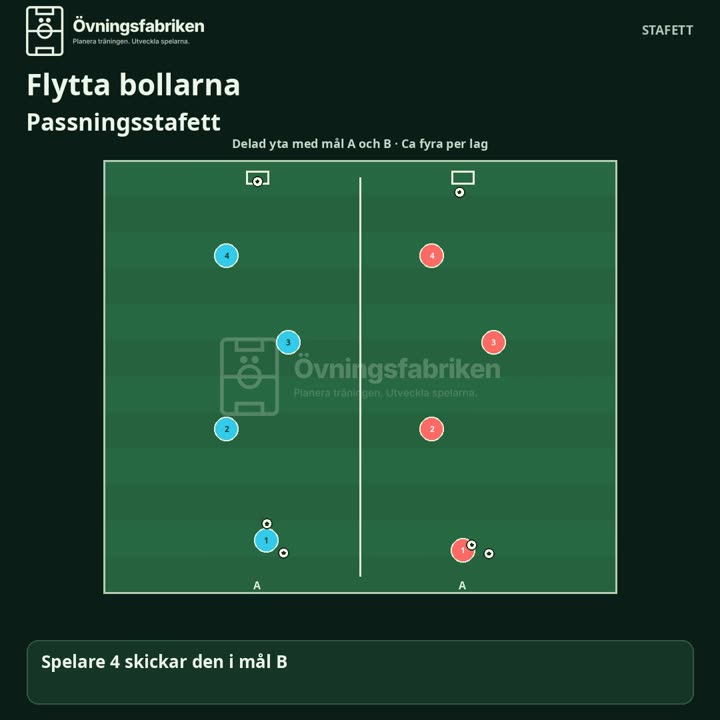 Övningsfabriken
Planera träningen. Utveckla spelarna.
STAFETT
Flytta bollarna
Passningsstafett
Delad yta med mål A och B · Ca fyra per lag
4
4
3
3
Övningsfabriken
Planera träningen. Utveckla spelarna.
2
2
1
1
A
A
Spelare 4 skickar den i mål B